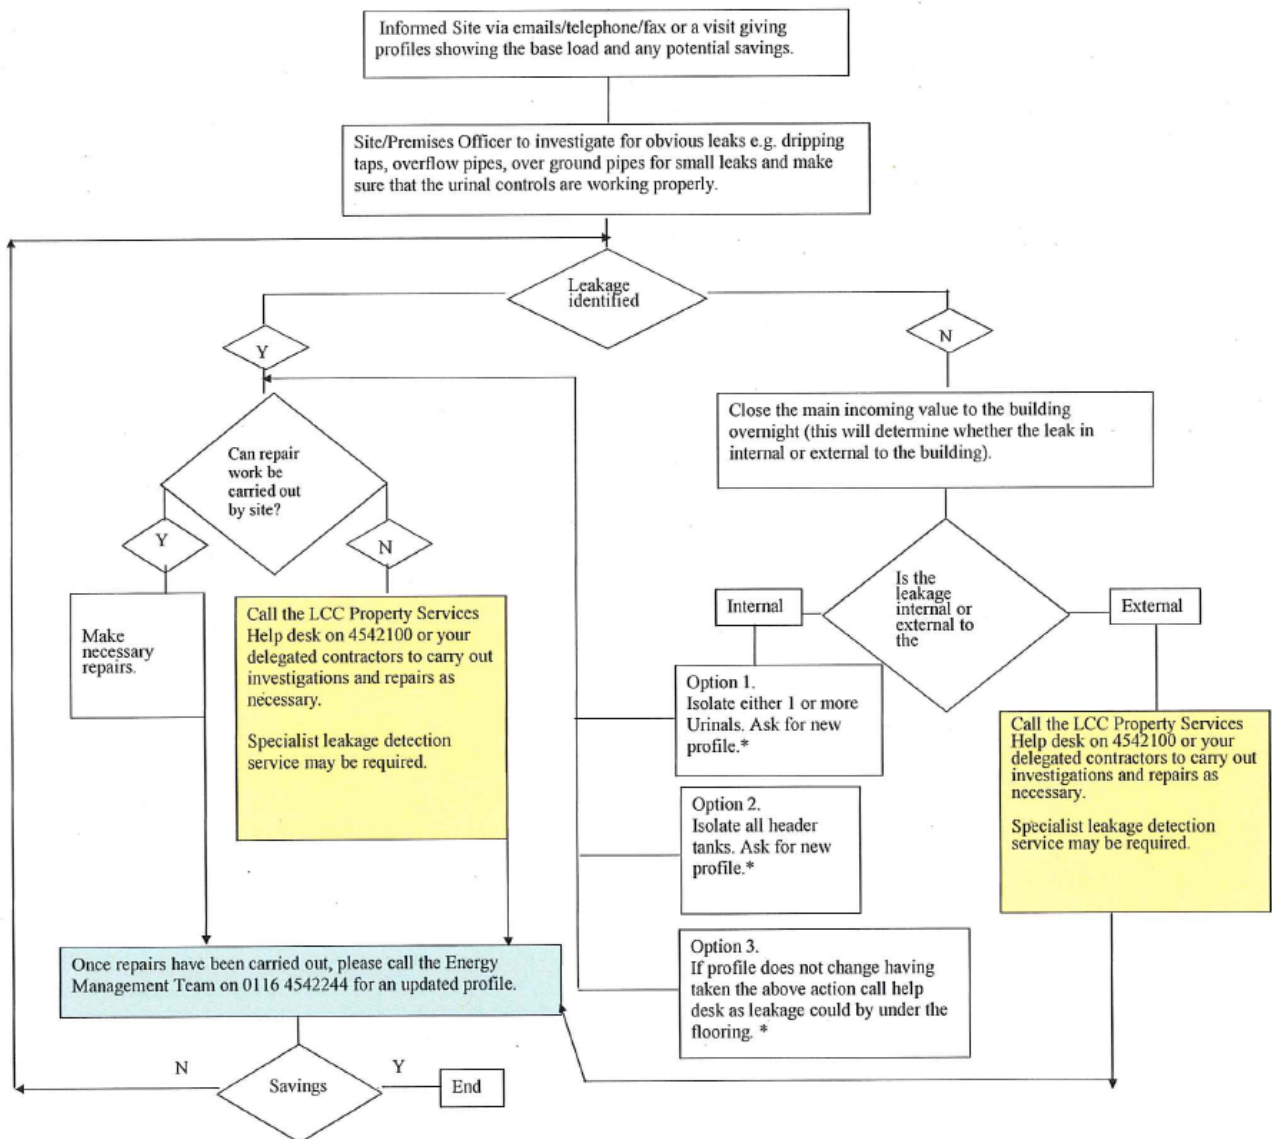 Informed Site via emails/telephone/fax or a visit giving
profiles showing the base load and any potential savings.
Site/Premises Officer to investigate for obvious leaks e.g. dripping
taps, overflow pipes, over ground pipes for small leaks and make
sure that the urinal controls are working properly.
Leakage
identified
Y
N
Close the main incoming value to the building
overnight (this will determine whether the leak in
internal or external to the building).
Can repair
work be
carried out
by site?
Y
N
Is the
leakage
internal or
external to
the
Internal
External
Make
necessary
repairs.
Call the LCC Property Services
Help desk on 4542100 or your
delegated contractors to carry out
investigations and repairs as
necessary.
Specialist leakage detection
service may be required.
Option 1.
Isolate either 1 or more
Urinals. Ask for new
profile.*
Call the LCC Property Services
Help desk on 4542100 or your
delegated contractors to carry out
investigations and repairs as
necessary.
Specialist leakage detection
service may be required.
Option 2.
Isolate all header
tanks. Ask for new
profile.*
Option 3.
If profile does not change having
taken the above action call help
desk as leakage could by under the
flooring. *
Once repairs have been carried out, please call the Energy
Management Team on 0116 4542244 for an updated profile.
N
Savings
Y
End